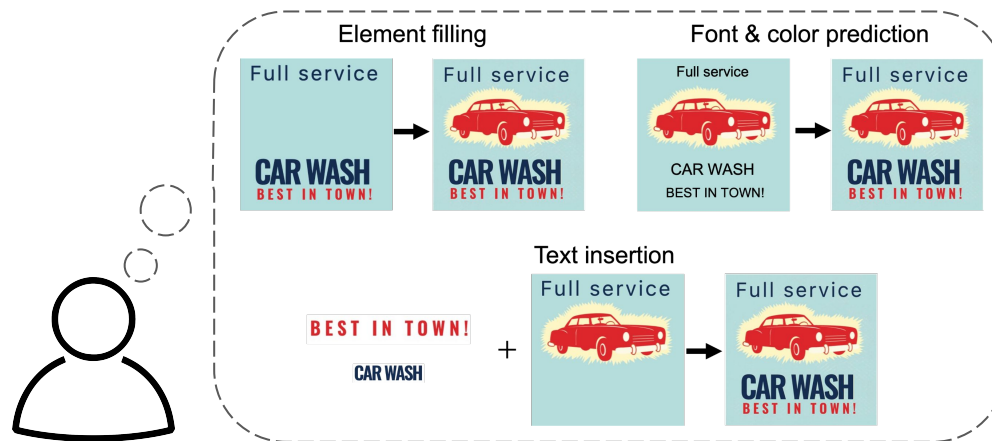 Element filling
Font & color prediction
Full service
CAR WASH
BEST IN TOWN!
Full service
CAR WASH
BEST IN TOWN!
Full service
CAR WASH
BEST IN TOWN!
Full service
CAR WASH
BEST IN TOWN!
Text insertion
BEST IN TOWN!
CAR WASH
+
Full service
Full service
CAR WASH
BEST IN TOWN!